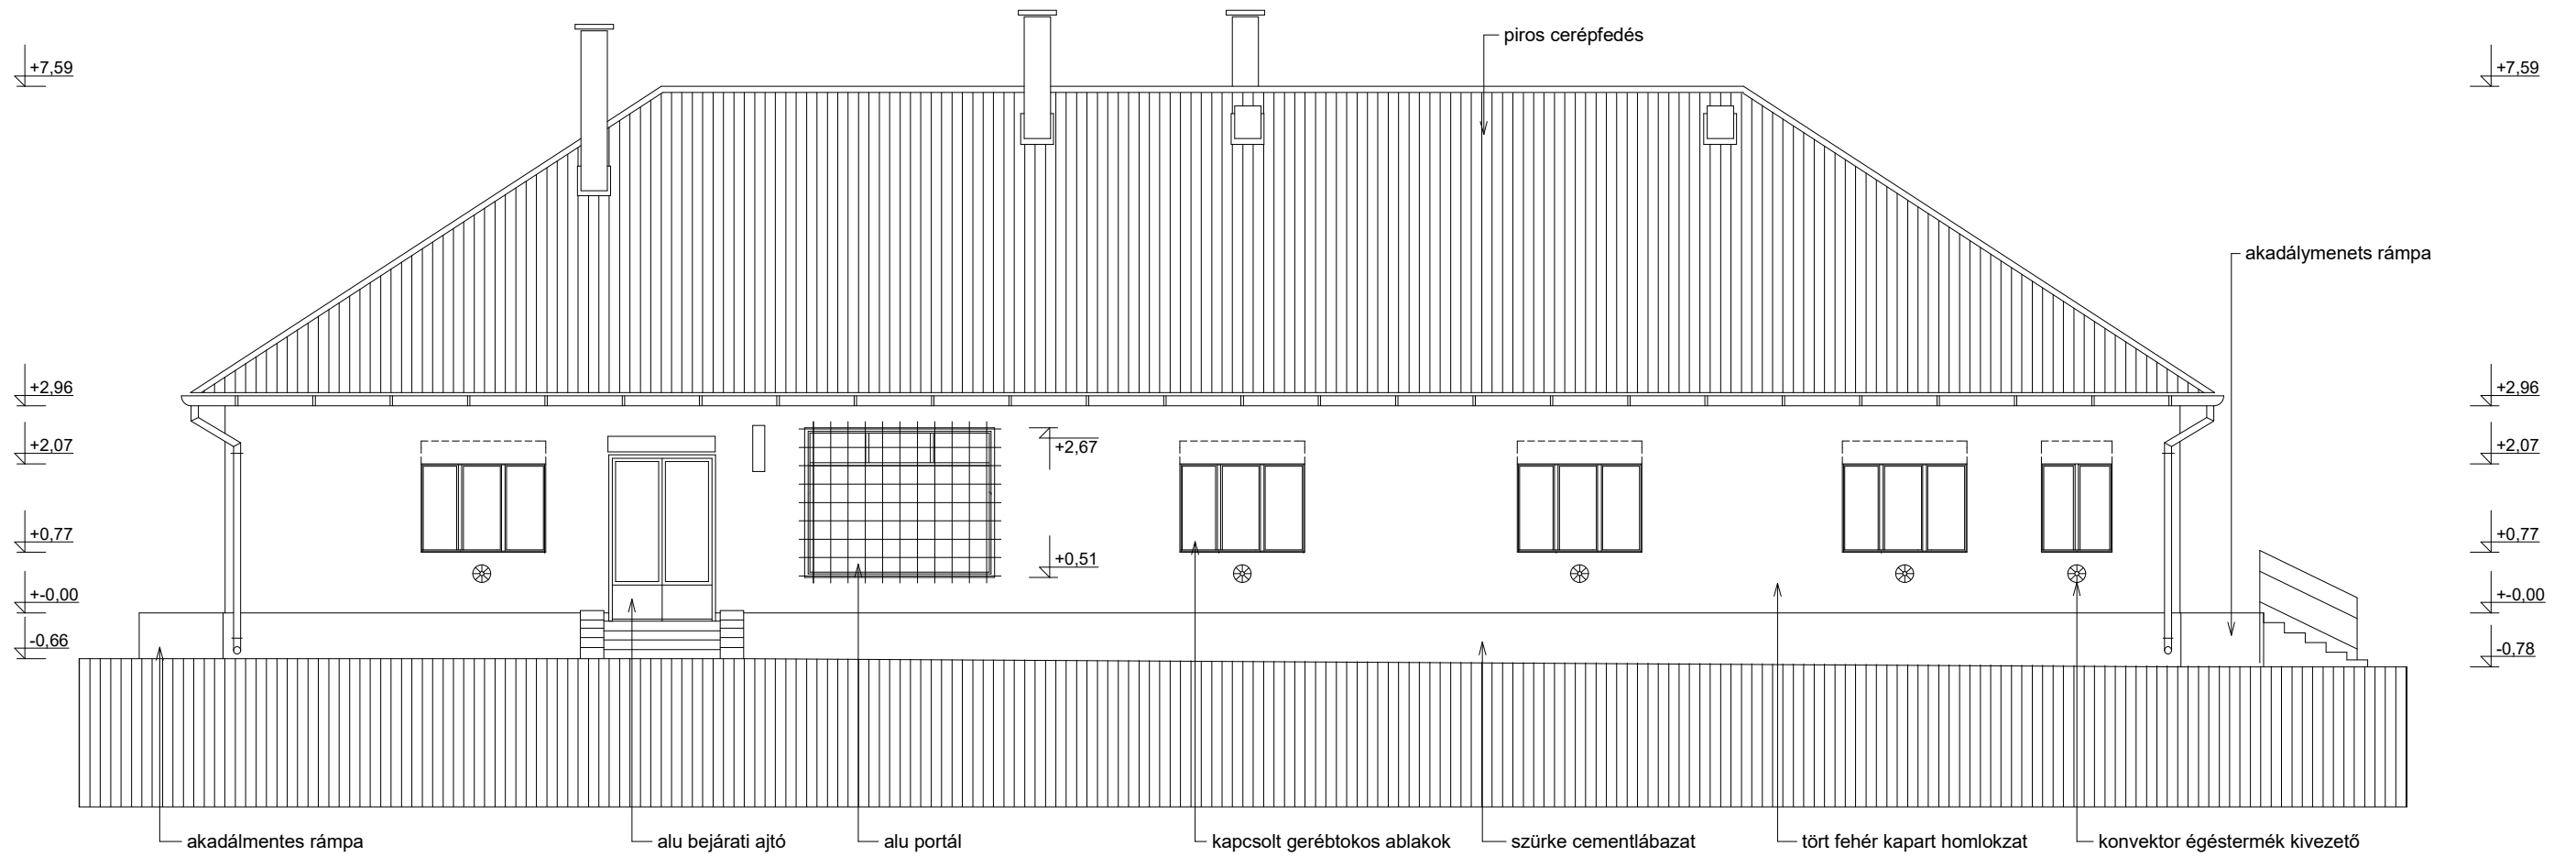 piros cerépfedés
+7,59
+7,59
akadálymenets rámpa
+2,96
+2,96
+2,07
+2,67
+2,07
+0,77
+0,51
+0,77
+-0,00
+-0,00
-0,66
-0,78
akadálmentes rámpa
alu bejárati ajtó
alu portál
kapcsolt gerébtokos ablakok
szürke cementlábazat
tört fehér kapart homlokzat
konvektor égéstermék kivezető